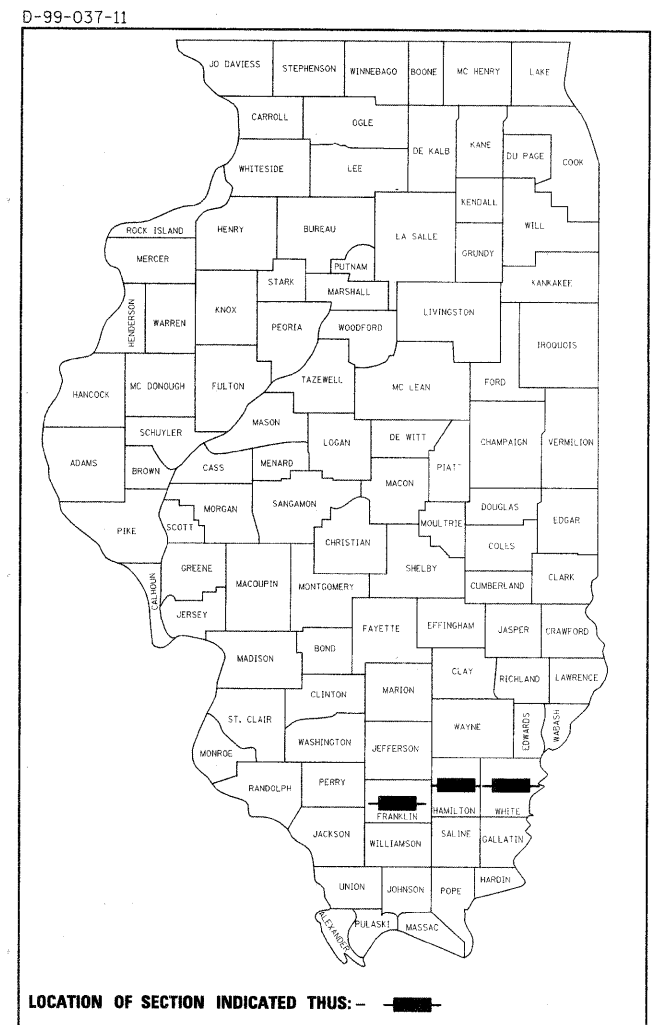 D-99-037-11
JO DAVIESS
STEPHENSON
WINNEBAGO
BOONE
MC HENRY
LAKE
CARROLL
OGLE
DE KALB
KANE
DU PAGE
COOK
WHITESIDE
LEE
KENDALL
ROCK ISLAND
HENRY
BUREAU
LA SALLE
WILL
GRUNDY
MERCER
PUTNAM
STARK
MARSHALL
KANKAKEE
HENDERSON
WARREN
KNOX
PEORIA
WOODFORD
LIVINGSTON
IROQUOIS
HANCOCK
MC DONOUGH
FULTON
TAZEWELL
MC LEAN
FORD
SCHUYLER
MASON
LOGAN
DE WITT
CHAMPAIGN
VERMILION
ADAMS
BROWN
CASS
MENARD
PIATT
MACON
PIKE
SCOTT
MORGAN
SANGAMON
MOULTRIE
DOUGLAS
EDGAR
CHRISTIAN
COLES
CALHOUN
GREENE
MACOUPIN
MONTGOMERY
SHELBY
CUMBERLAND
CLARK
JERSEY
FAYETTE
EFFINGHAM
JASPER
CRAWFORD
MADISON
BOND
CLAY
RICHLAND
LAWRENCE
CLINTON
MARION
ST. CLAIR
WAYNE
EDWARDS
WABASH
MONROE
WASHINGTON
JEFFERSON
RANDOLPH
PERRY
FRANKLIN
HAMILTON
WHITE
JACKSON
WILLIAMSON
SALINE
GALLATIN
UNION
JOHNSON
POPE
HARDIN
ALEXANDER
PULASKI
MASSAC
LOCATION OF SECTION INDICATED THUS: –